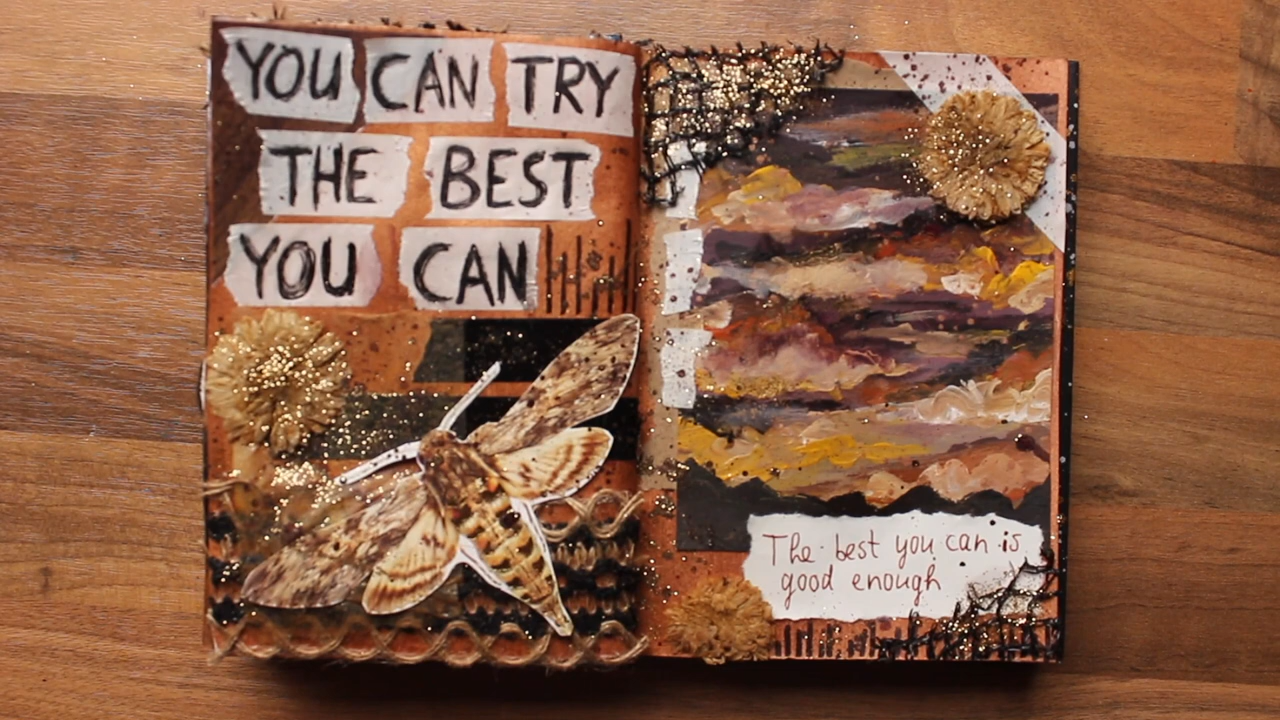 YOU CAN TRY
THE BEST
YOU CAN
The best you can is
good enough